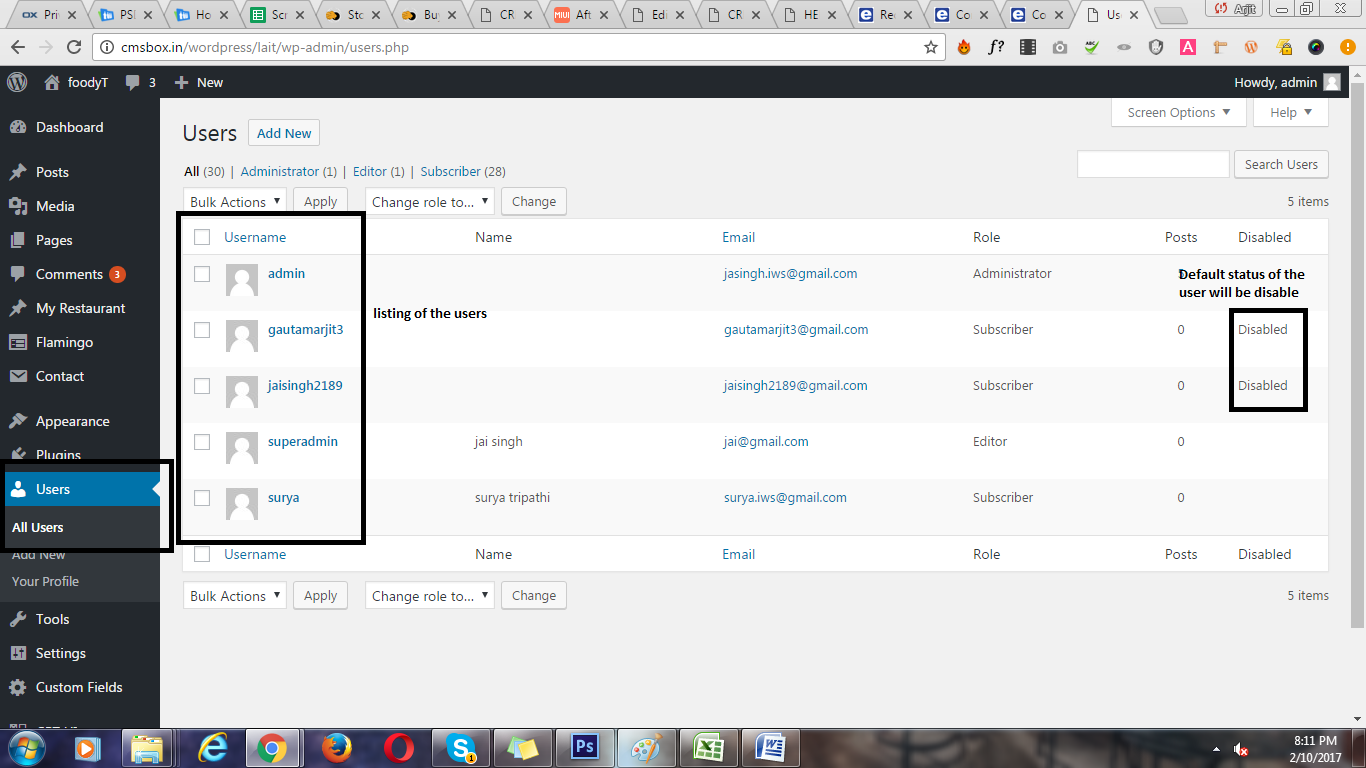 Pri
PSI
Ho
Scr
Sto
Bu
CR
MIUI Aft
Edi
CR
HE
Re
Co
Co
Us
Arjit
cmsbox.in/wordpress/lait/wp-admin/users.php
foodyT 3 New
Howdy, admin
Dashboard
Posts
Media
Pages
Comments 3
My Restaurant
Flamingo
Contact
Appearance
Plugins
Users
All Users
Add New
Your Profile
Tools
Settings
Custom Fields
Screen Options ▼ Help ▼
Users Add New
All (30) | Administrator (1) | Editor (1) | Subscriber (28)
Search Users
Bulk Actions ▼ Apply Change role to... ▼ Change 5 items
Username Name Email Role Posts Disabled
admin jasingh.iws@gmail.com Administrator
Default status of the
user will be disable
listing of the users
gautamarjit3 gautamarjit3@gmail.com Subscriber 0 Disabled
jaisingh2189 jaisingh2189@gmail.com Subscriber 0 Disabled
superadmin jai singh jai@gmail.com Editor 0
surya surya tripathi surya.iws@gmail.com Subscriber 0
Username Name Email Role Posts Disabled
Bulk Actions ▼ Apply Change role to... ▼ Change 5 items
8:11 PM
2/10/2017